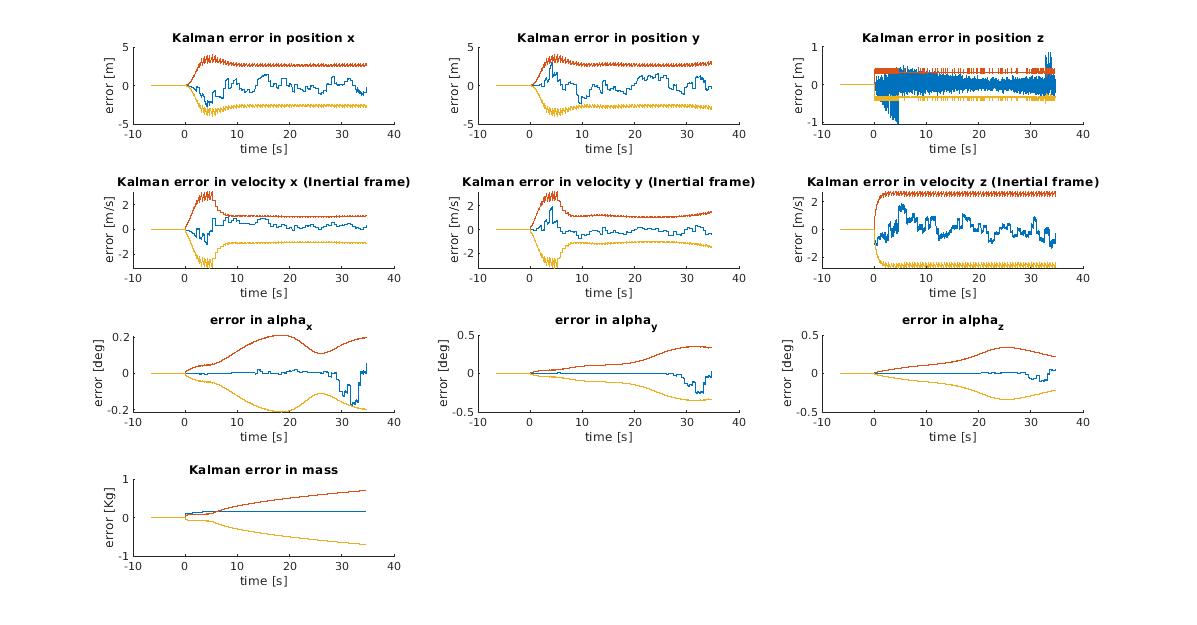 Kalman error in position x
Kalman error in position y
Kalman error in position z
5
0
-5
error [m]
-10 0 10 20 30 40
time [s]
5
0
-5
error [m]
-10 0 10 20 30 40
time [s]
1
0
-1
error [m]
-10 0 10 20 30 40
time [s]
Kalman error in velocity x (Inertial frame)
Kalman error in velocity y (Inertial frame)
Kalman error in velocity z (Inertial frame)
2
0
-2
error [m/s]
-10 0 10 20 30 40
time [s]
2
0
-2
error [m/s]
-10 0 10 20 30 40
time [s]
2
0
-2
error [m/s]
-10 0 10 20 30 40
time [s]
error in alphax
error in alphay
error in alphaz
0.2
0
-0.2
error [deg]
-10 0 10 20 30 40
time [s]
0.5
0
-0.5
error [deg]
-10 0 10 20 30 40
time [s]
0.5
0
-0.5
error [deg]
-10 0 10 20 30 40
time [s]
Kalman error in mass
1
0
-1
error [Kg]
-10 0 10 20 30 40
time [s]